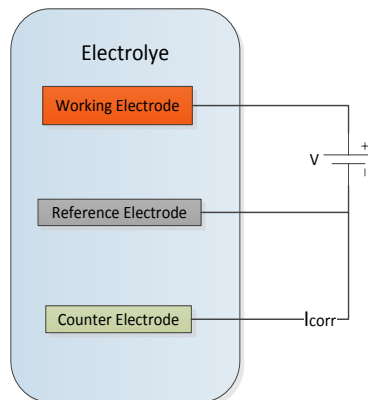 Electrolye
Working Electrode
+
V
–
Reference Electrode
Counter Electrode
Icorr